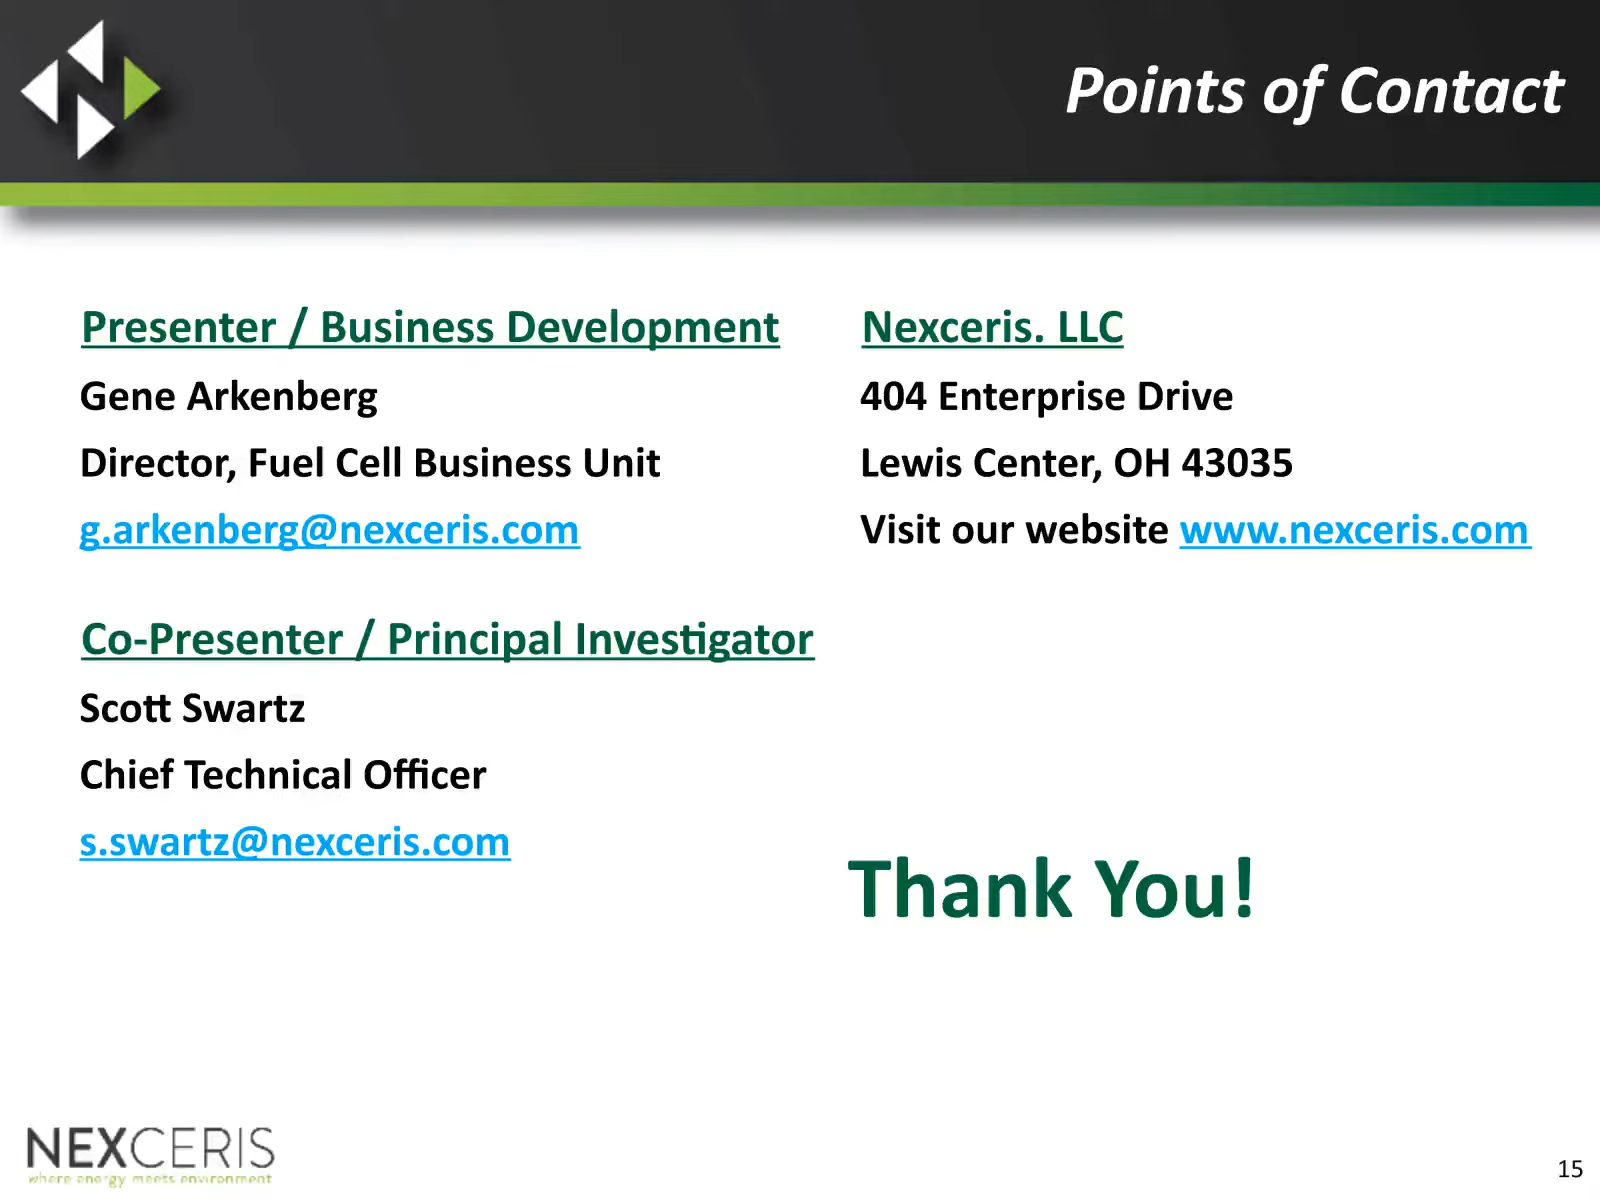 Points of Contact
Presenter / Business Development
Gene Arkenberg
Director, Fuel Cell Business Unit
g.arkenberg@nexceris.com
Co-Presenter / Principal Investigator
Scott Swartz
Chief Technical Officer
s.swartz@nexceris.com
Nexceris. LLC
404 Enterprise Drive
Lewis Center, OH 43035
Visit our website www.nexceris.com
Thank You!
NEXCERIS
where energy meets environment
15